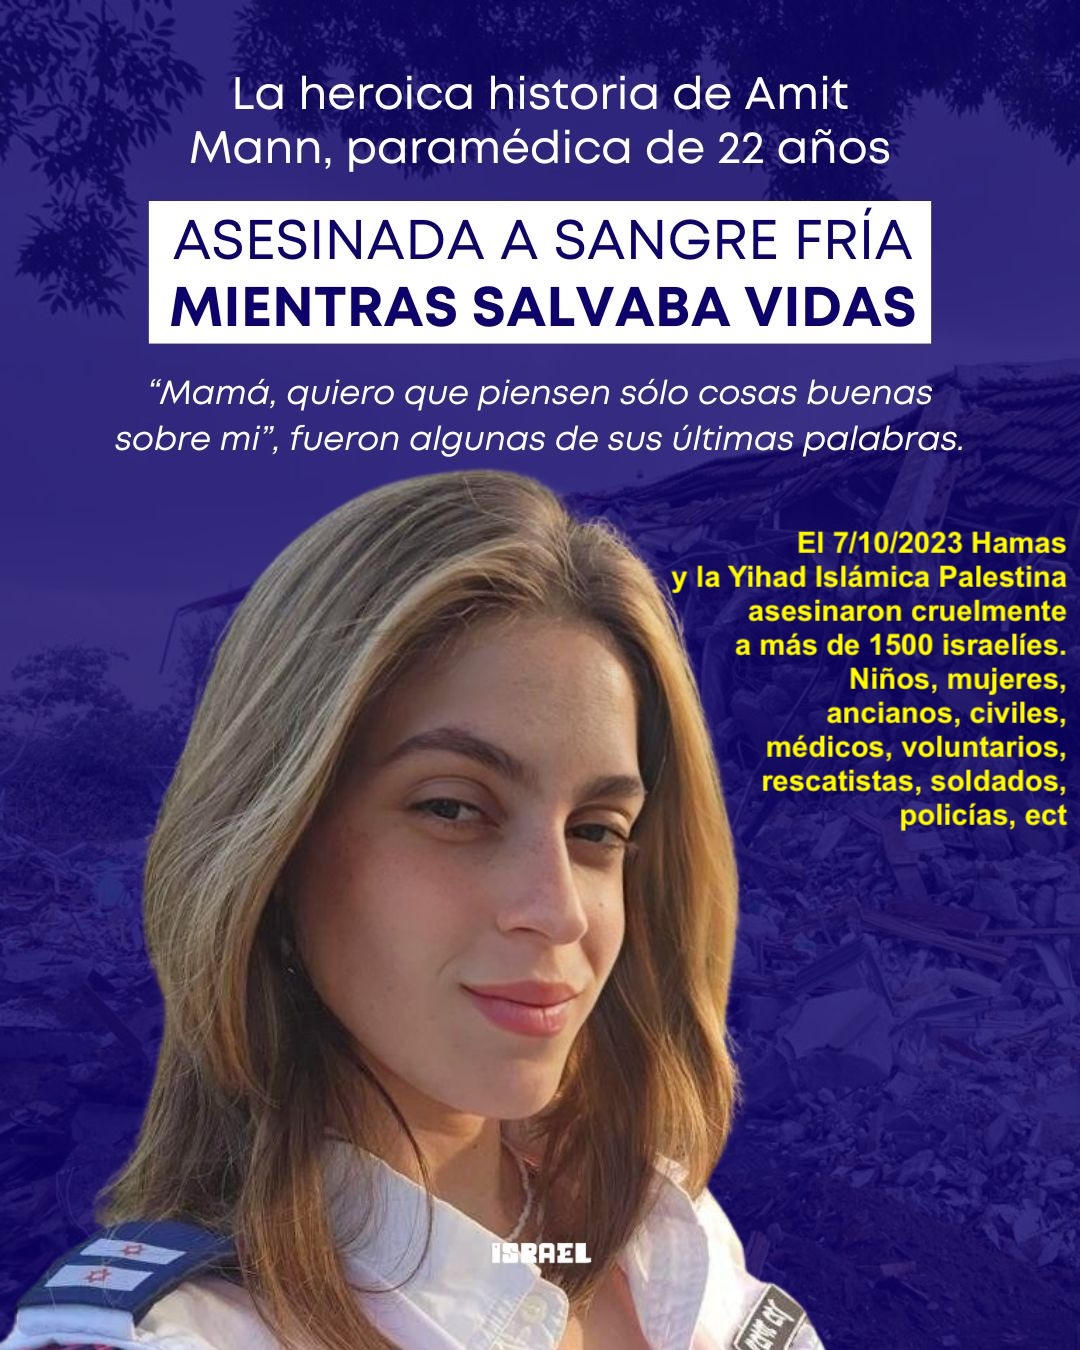 La heroica historia de Amit
Mann, paramédica de 22 años
ASESINADA A SANGRE FRÍA
MIENTRAS SALVABA VIDAS
“Mamá, quiero que piensen sólo cosas buenas
sobre mi”, fueron algunas de sus últimas palabras.
El 7/10/2023 Hamas
y la Yihad Islámica Palestina
asesinaron cruelmente
a más de 1500 israelíes.
Niños, mujeres,
ancianos, civiles,
médicos, voluntarios,
rescatistas, soldados,
policías, ect
ISRAEL